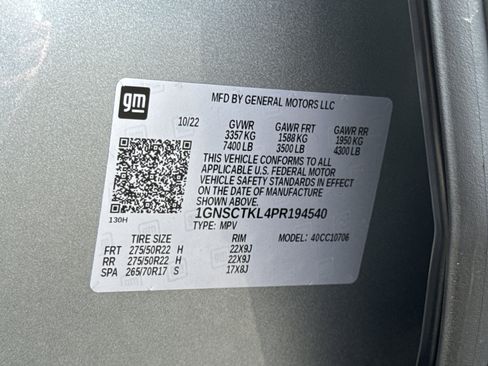 gm
MFD BY GENERAL MOTORS LLC
10/22 GVWR GAWR FRT GAWR RR
3357 KG 1588 KG 1950 KG
7400 LB 3500 LB 4300 LB
THIS VEHICLE CONFORMS TO ALL
APPLICABLE U.S. FEDERAL MOTOR
VEHICLE SAFETY STANDARDS IN EFFECT
ON THE DATE OF MANUFACTURE
SHOWN ABOVE.
1GNSCTKL4PR194540
130H
TYPE: MPV MODEL: 40CC10706
TIRE SIZE RIM
FRT 275/50R22 H 22X9J
RR 275/50R22 H 22X9J
SPA 265/70R17 S 17X8J